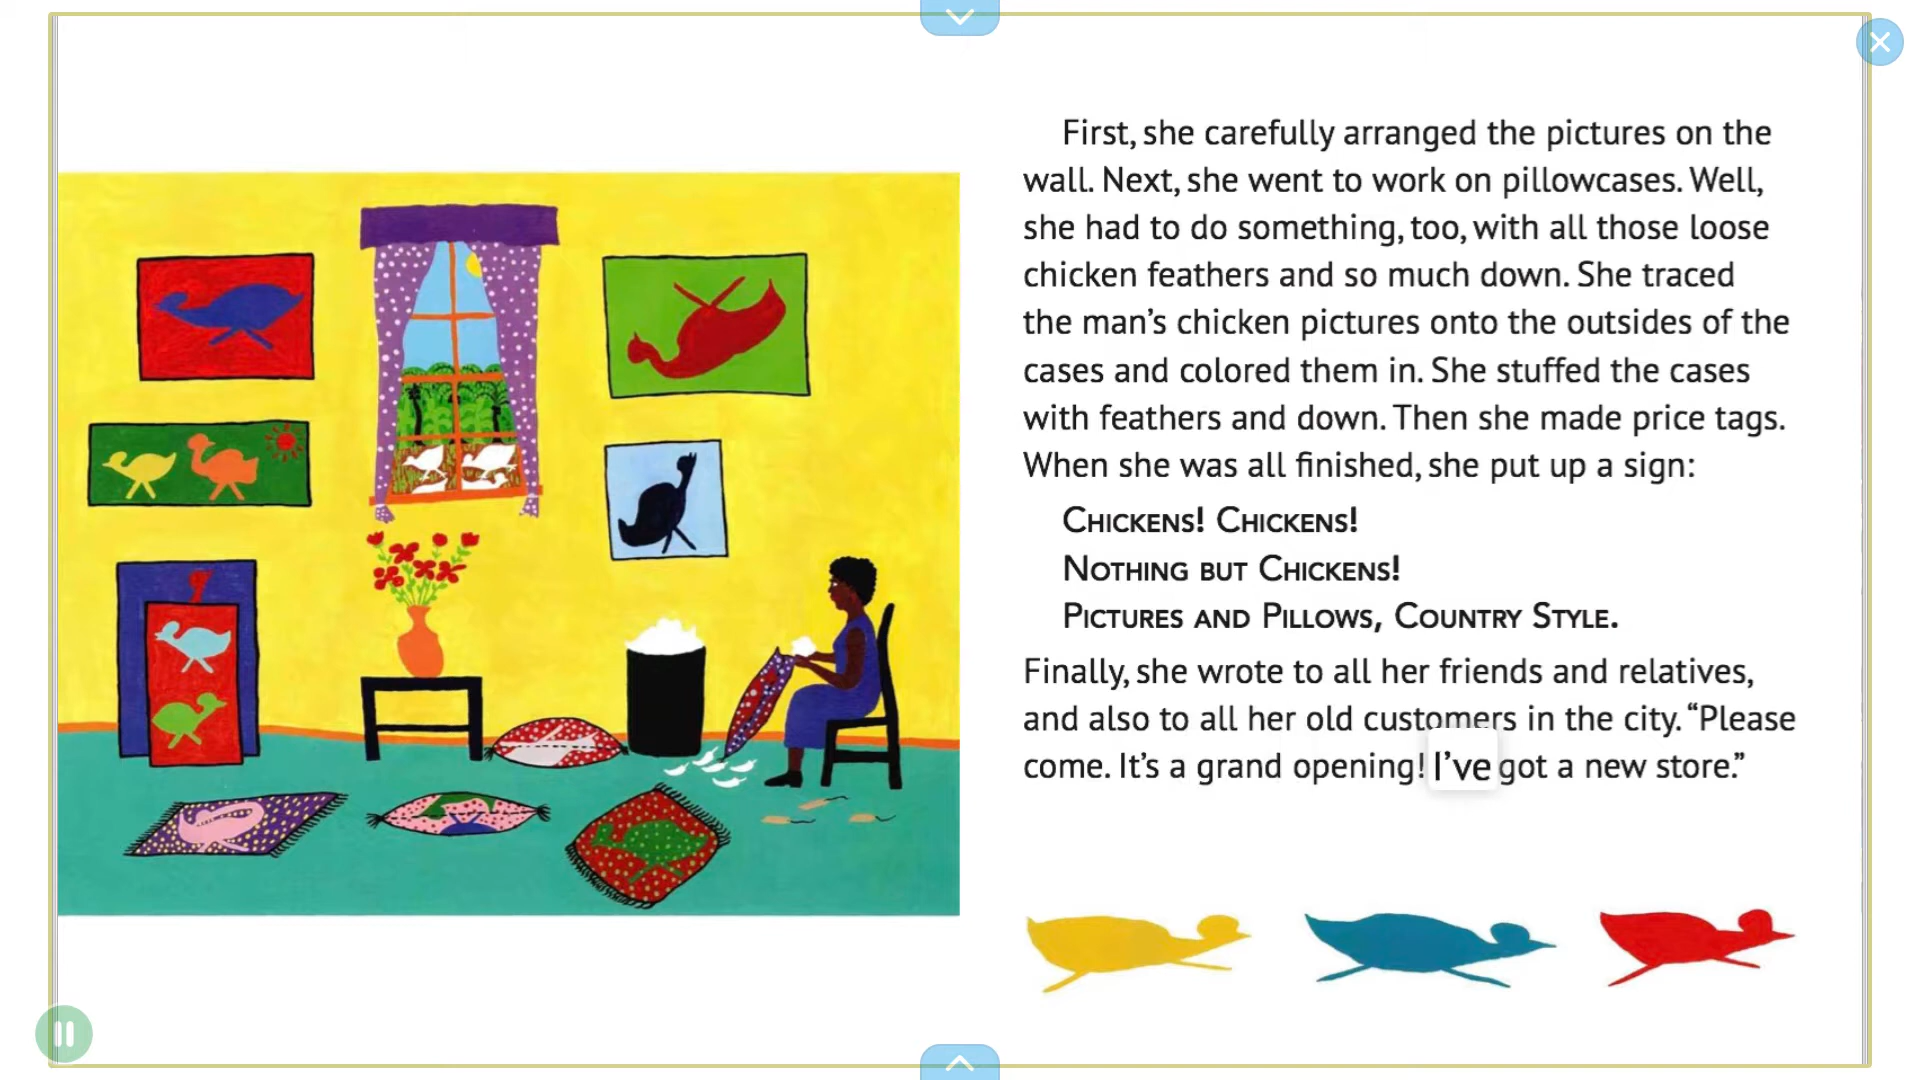 First, she carefully arranged the pictures on the
wall. Next, she went to work on pillowcases. Well,
she had to do something, too, with all those loose
chicken feathers and so much down. She traced
the man’s chicken pictures onto the outsides of the
cases and colored them in. She stuffed the cases
with feathers and down. Then she made price tags.
When she was all finished, she put up a sign:
CHICKENS! CHICKENS!
NOTHING BUT CHICKENS!
PICTURES AND PILLOWS, COUNTRY STYLE.
Finally, she wrote to all her friends and relatives,
and also to all her old customers in the city. “Please
come. It’s a grand opening! I’ve got a new store.”